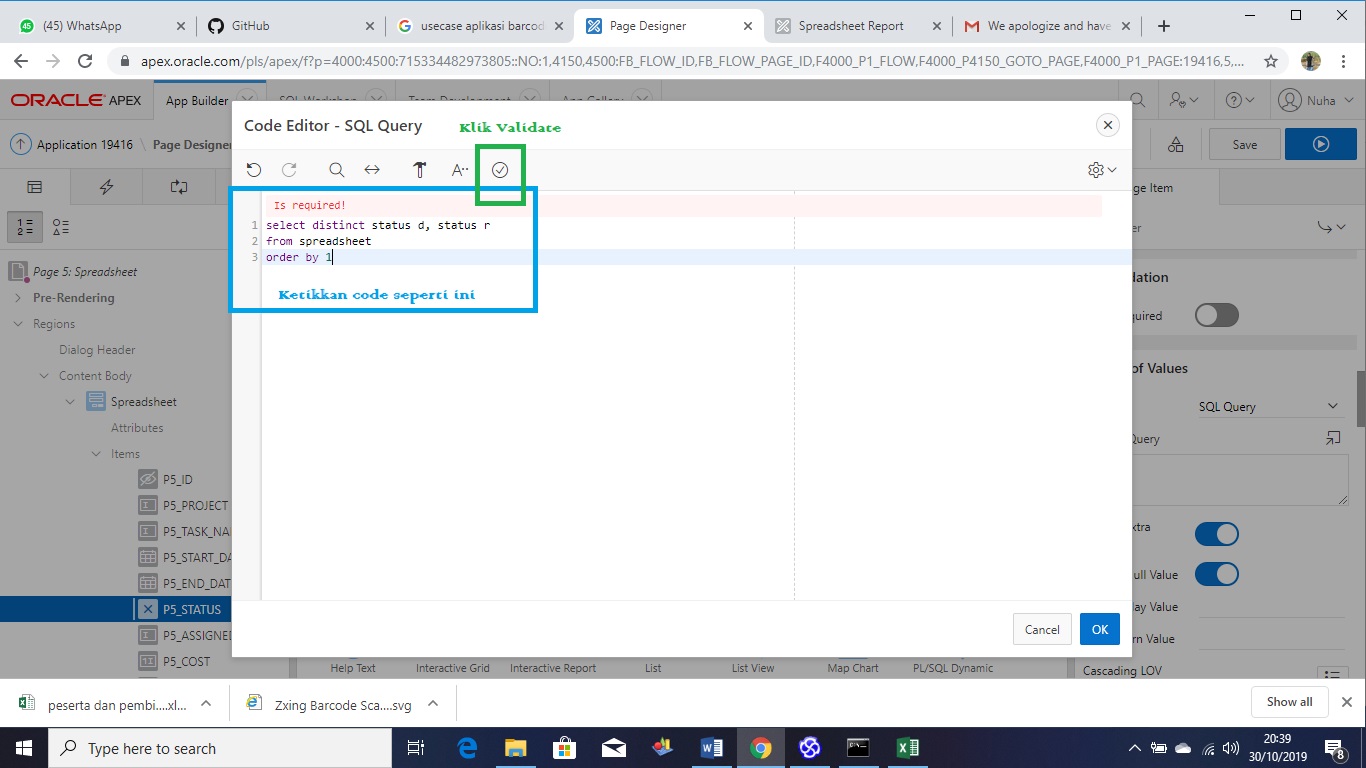 (45) WhatsApp
GitHub
usecase aplikasi barcod
Page Designer
Spreadsheet Report
We apologize and have
apex.oracle.com/pls/apex/f?p=4000:4500:715334482973805::NO:1,4150,4500:FB_FLOW_ID,FB_FLOW_PAGE_ID,F4000_P1_FLOW,F4000_P4150_GOTO_PAGE,F4000_P1_PAGE:19416,5,...
ORACLE APEX
App Builder
SQL Workshop
Team Development
App Gallery
Nuha
Application 19416 \ Page Designer
Save
Code Editor - SQL Query
Klik Validate
Is required!
1 select distinct status d, status r
2 from spreadsheet
3 order by 1
Ketikkan code seperti ini
Page 5: Spreadsheet
Pre-Rendering
Regions
Dialog Header
Content Body
Spreadsheet
Attributes
Items
P5_ID
P5_PROJECT
P5_TASK_NA
P5_START_DA
P5_END_DAT
P5_STATUS
P5_ASSIGNED
P5_COST
ge Item
er
lation
quired
of Values
SQL Query
Query
xtra
ull Value
lay Value
rn Value
Cascading LOV
Cancel
OK
Help Text
Interactive Grid
Interactive Report
List
List View
Map Chart
PL/SQL Dynamic
peserta dan pembi....xl...
Zxing Barcode Sca....svg
Show all
Type here to search
20:39
30/10/2019
8